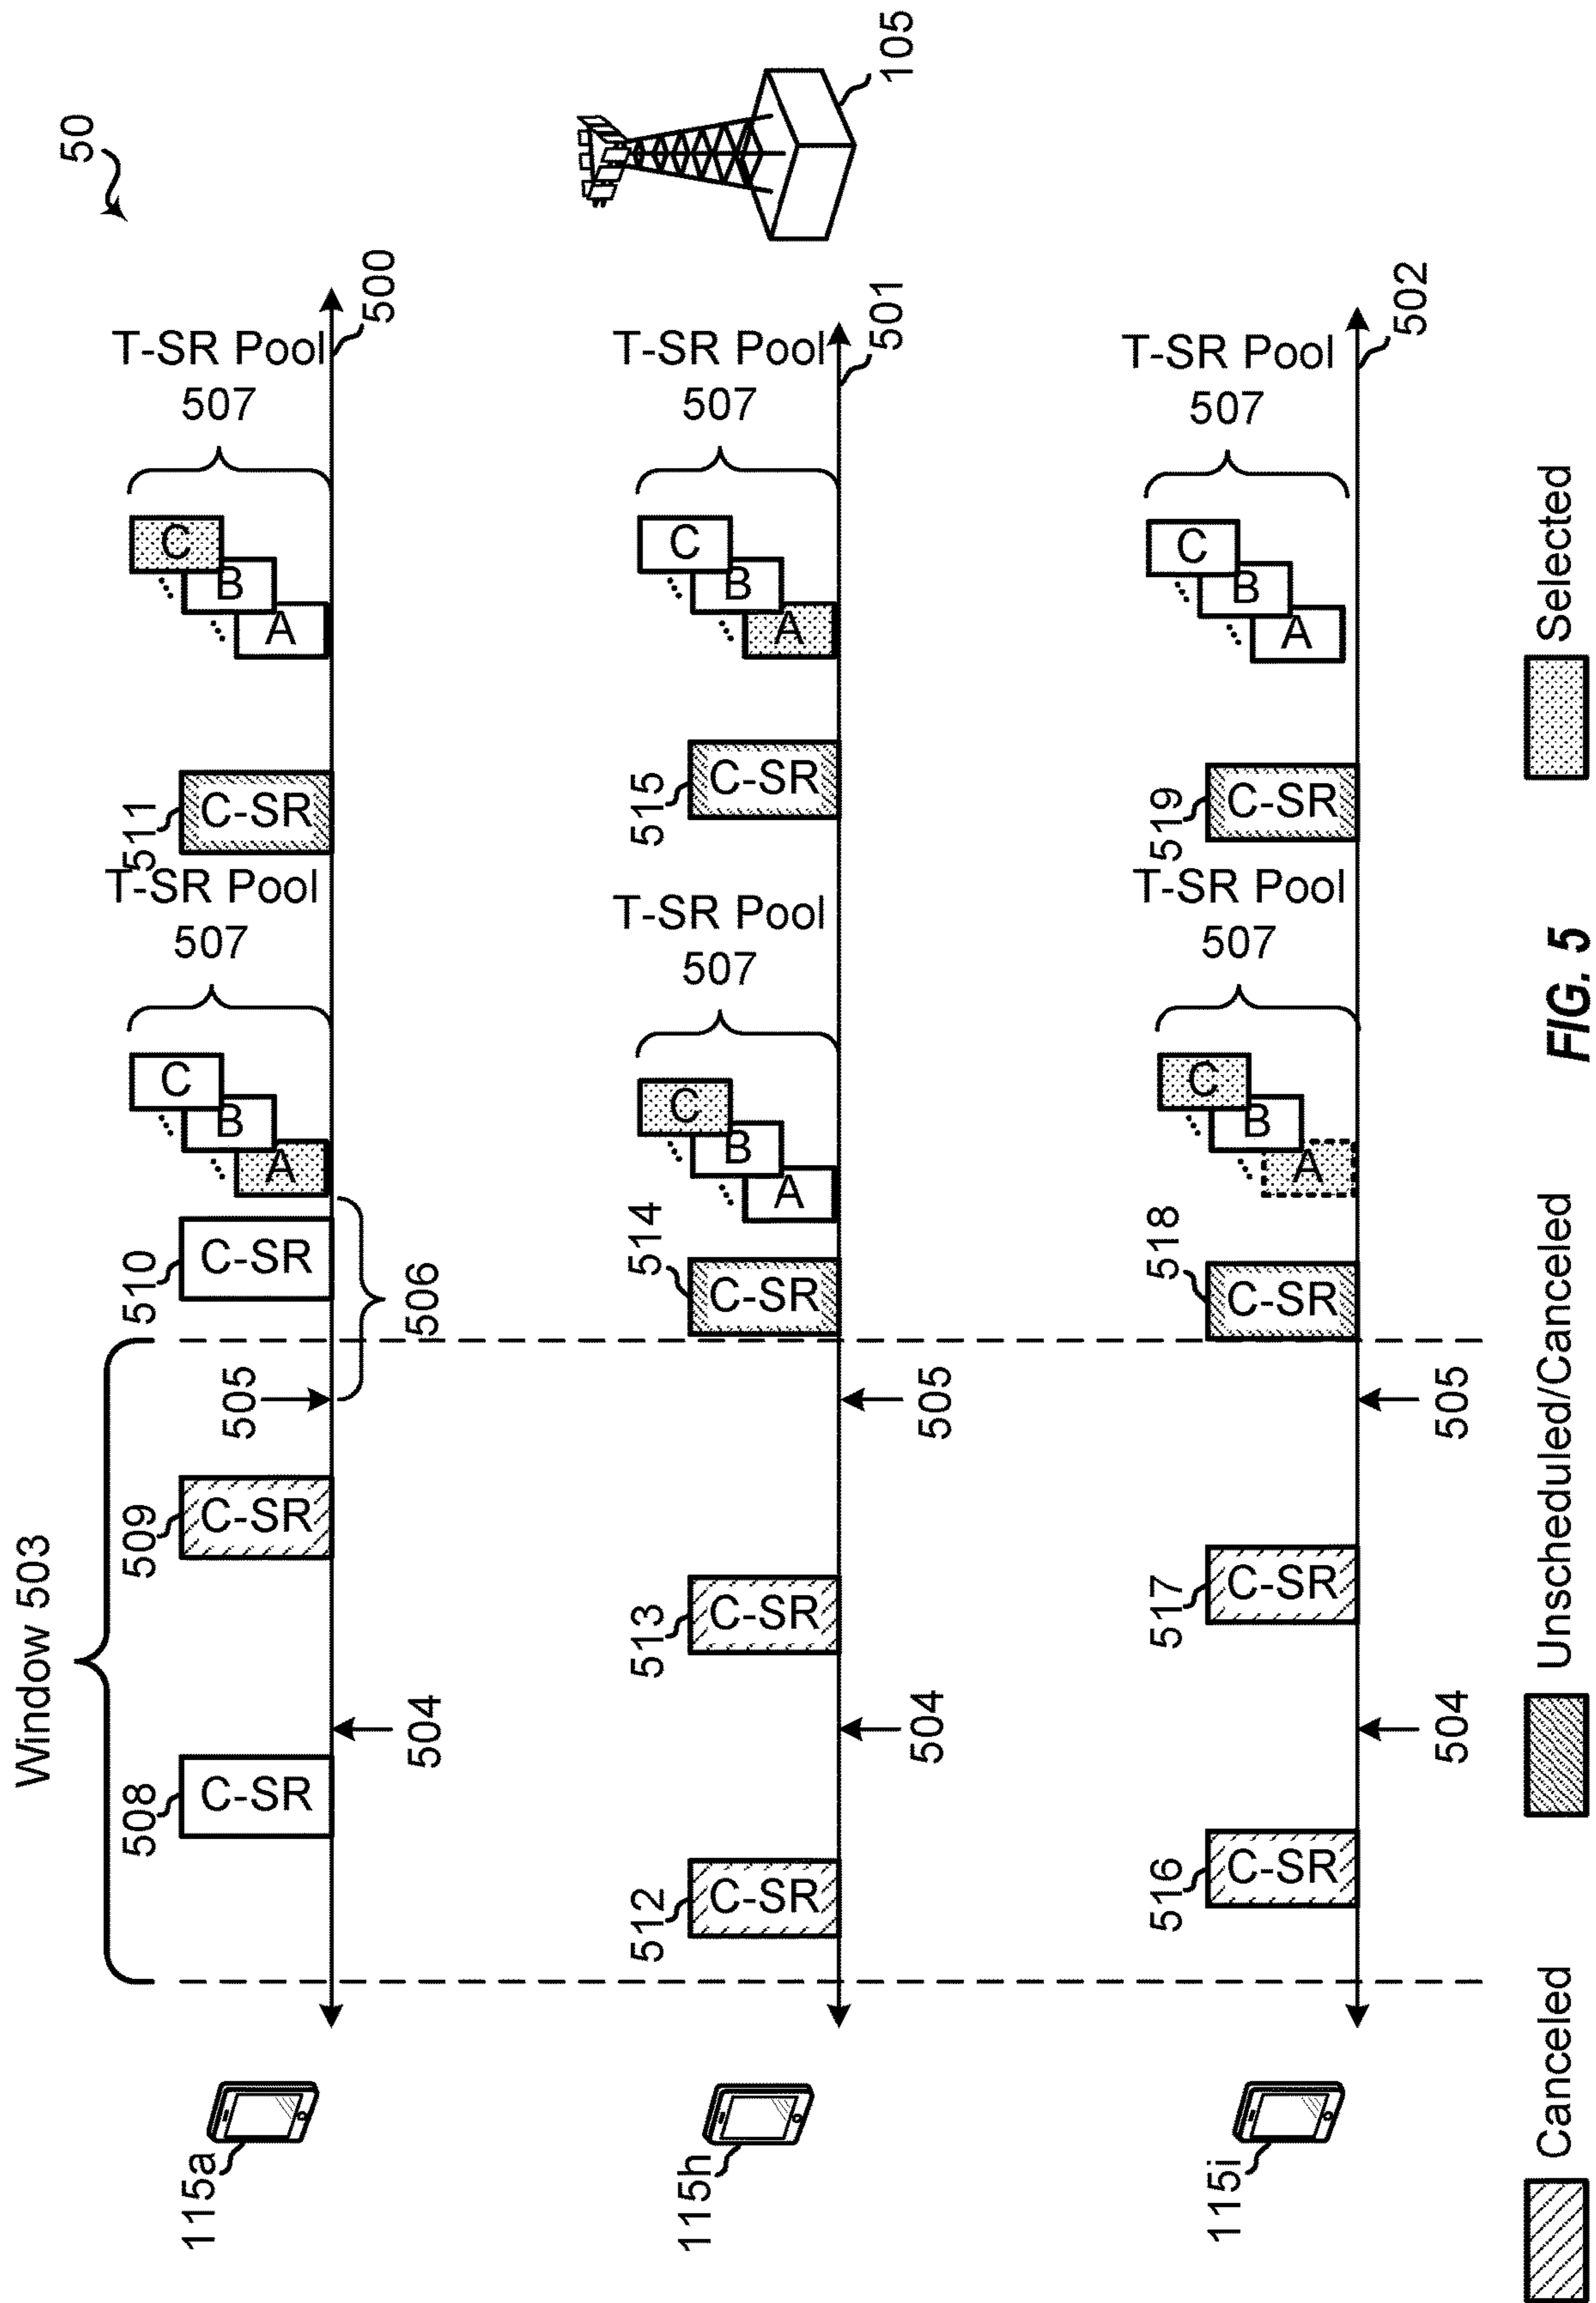 50
Window 503
115a
508
C-SR
504
509
C-SR
505
506
510
C-SR
A
B
C
T-SR Pool
507
511
C-SR
A
B
C
T-SR Pool
507
500
105
115h
512
C-SR
504
513
C-SR
505
514
C-SR
A
B
C
T-SR Pool
507
515
C-SR
A
B
C
T-SR Pool
507
501
115i
516
C-SR
504
517
C-SR
505
518
C-SR
A
B
C
T-SR Pool
507
519
C-SR
A
B
C
T-SR Pool
507
502
Canceled
Unscheduled/Canceled
Selected
FIG. 5